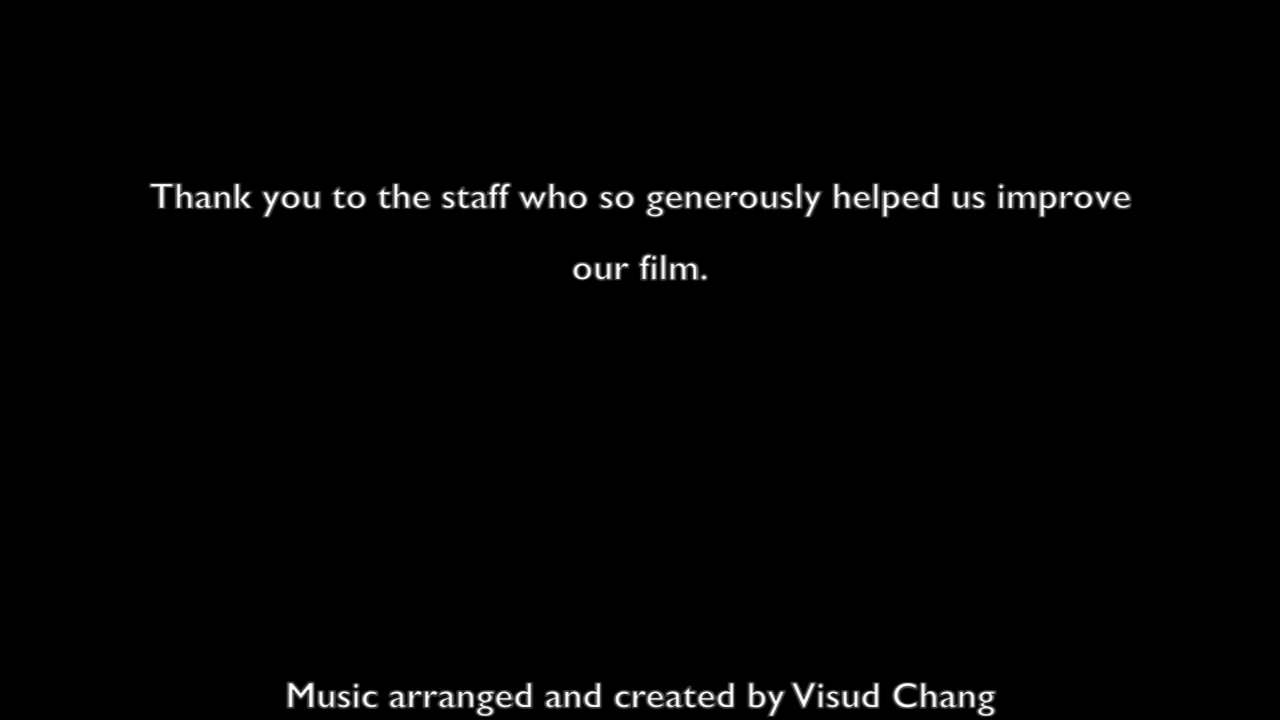 Thank you to the staff who so generously helped us improve
our film.
Music arranged and created by Visud Chang